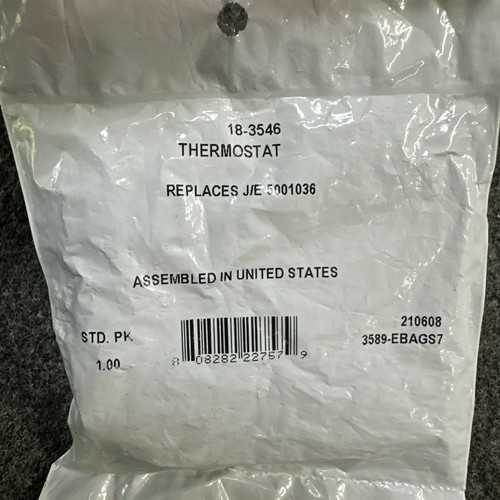 18-3546
THERMOSTAT
REPLACES J/E 5001036
ASSEMBLED IN UNITED STATES
STD. PK.
1.00
8 08282 22757 9
210608
3589-EBAGS7